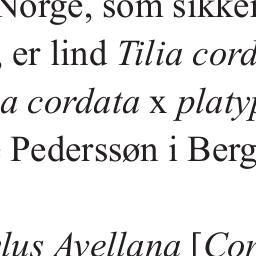 Norge, som sikker
, er lind Tilia cord
a cordata x platyp
Pederssøn i Berg
lus Avellana [Cor